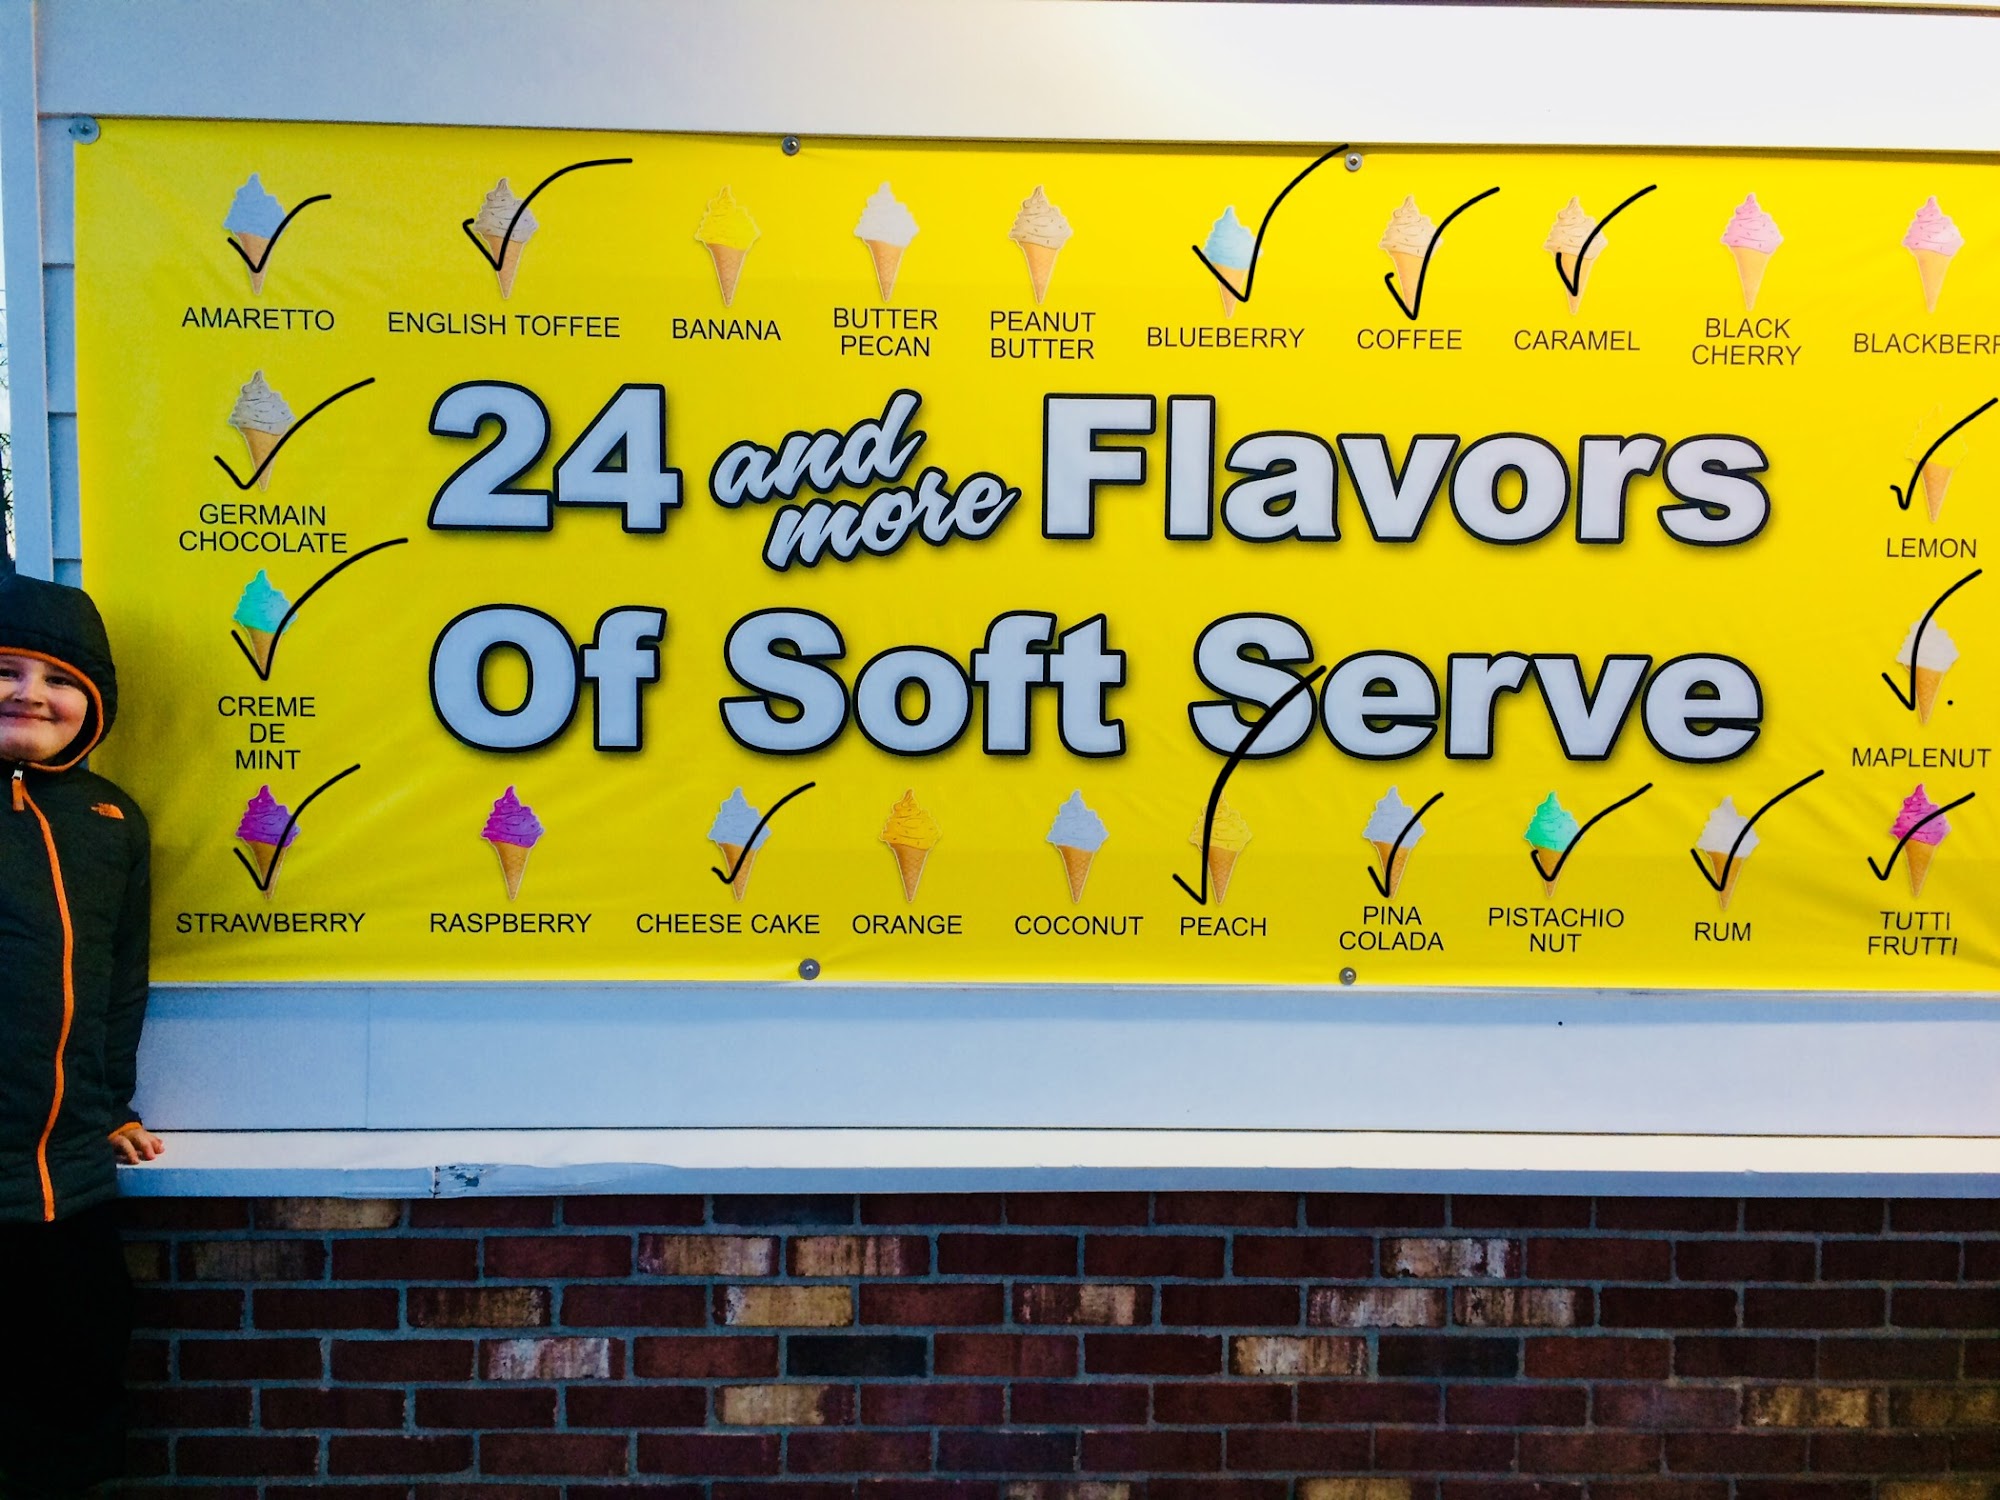 AMARETTO
ENGLISH TOFFEE
BANANA
BUTTER
PECAN
PEANUT
BUTTER
BLUEBERRY
COFFEE
CARAMEL
BLACK
CHERRY
BLACKBERR
GERMAIN
CHOCOLATE
24 and more Flavors
Of Soft Serve
LEMON
CREME
DE
MINT
MAPLENUT
STRAWBERRY
RASPBERRY
CHEESE CAKE
ORANGE
COCONUT
PEACH
PINA
COLADA
PISTACHIO
NUT
RUM
TUTTI
FRUTTI